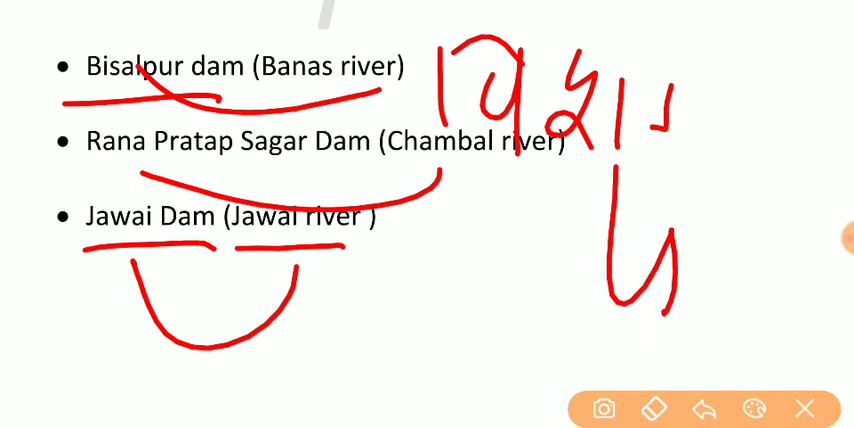 • Bisalpur dam (Banas river)
• Rana Pratap Sagar Dam (Chambal river)
• Jawai Dam (Jawai river )